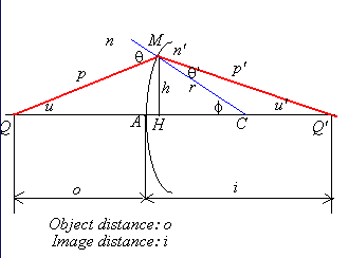 n M n'
θ θ' p'
p r
h
u φ u'
Q A H C Q'
o i
Object distance: o
Image distance: i